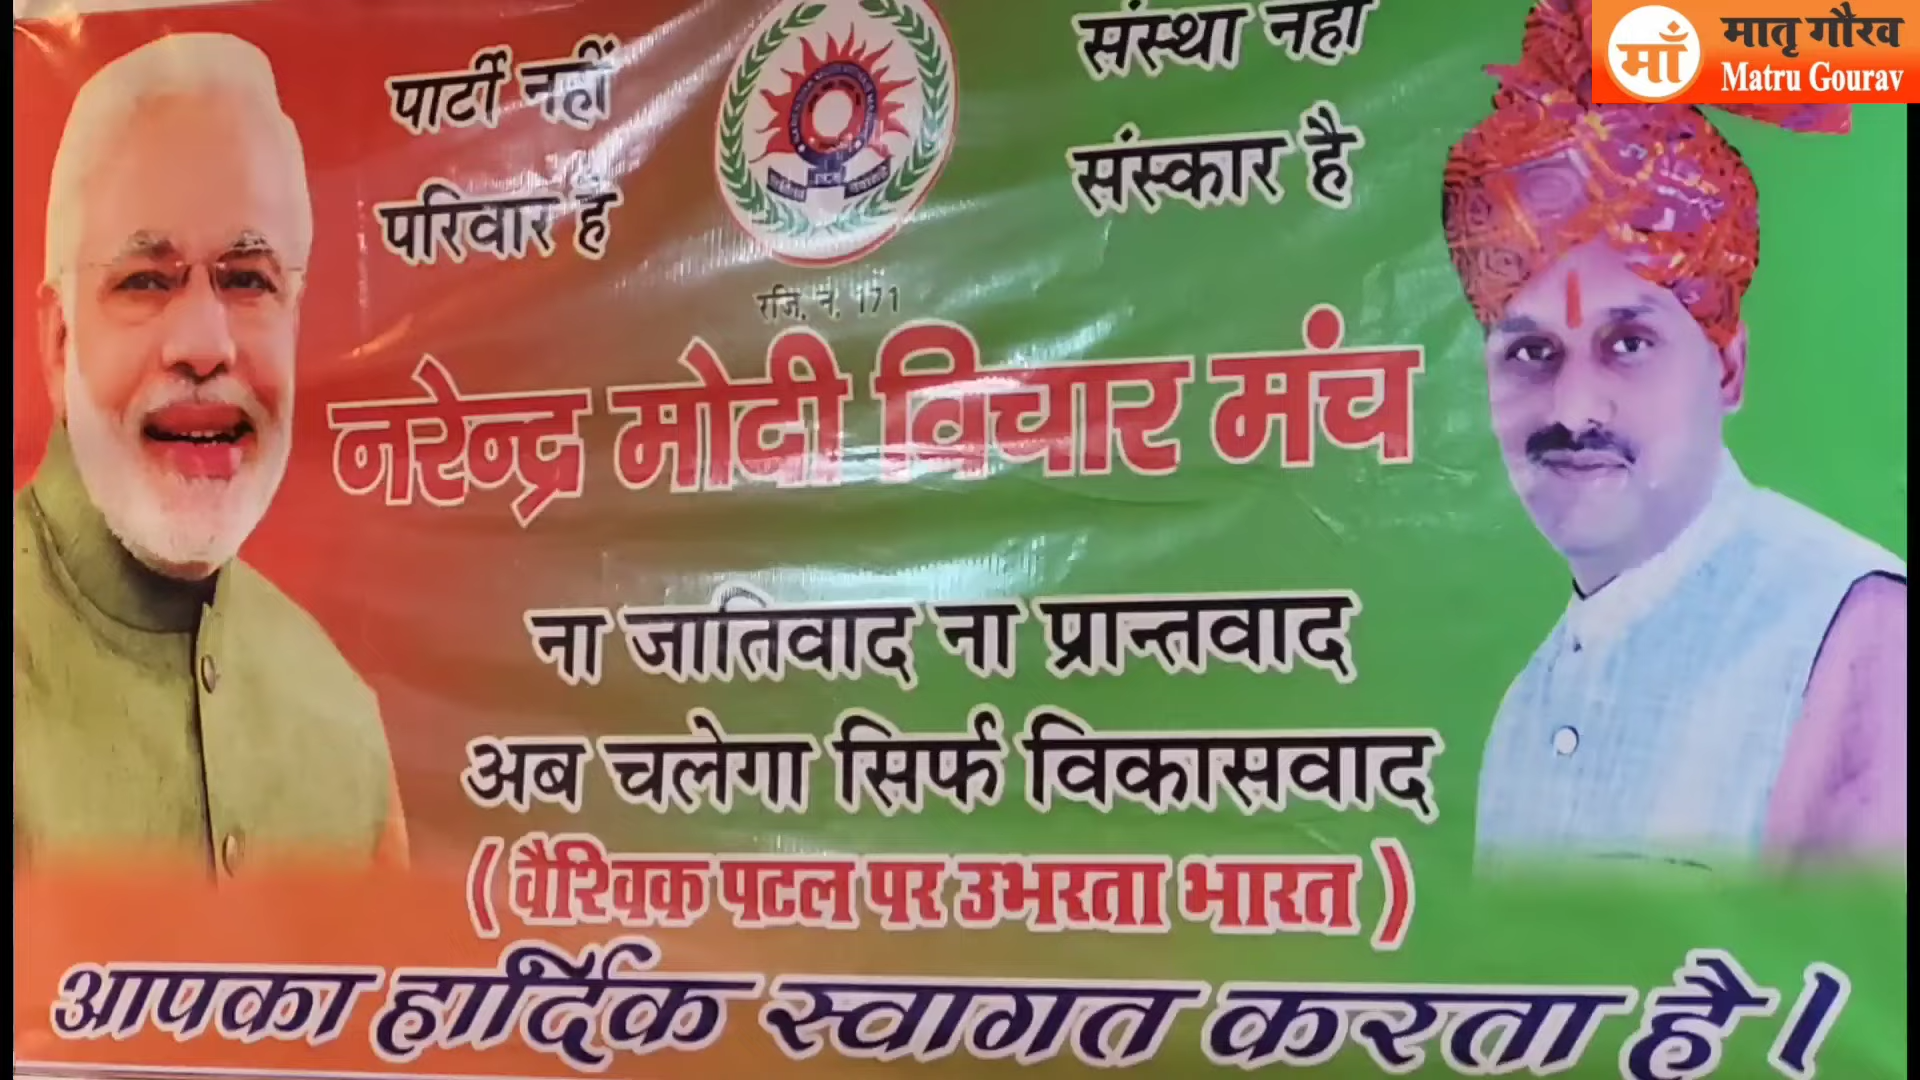 मातृ गौरव
माँ
Matru Gourav
पार्टी नहीं
परिवार है
संस्था नहीं
संस्कार है
रजि. नं. 171
नरेन्द्र मोदी विचार मंच
ना जातिवाद ना प्रान्तवाद
अब चलेगा सिर्फ विकासवाद
( वैश्विक पटल पर उभरता भारत )
आपका हार्दिक स्वागत करता है।